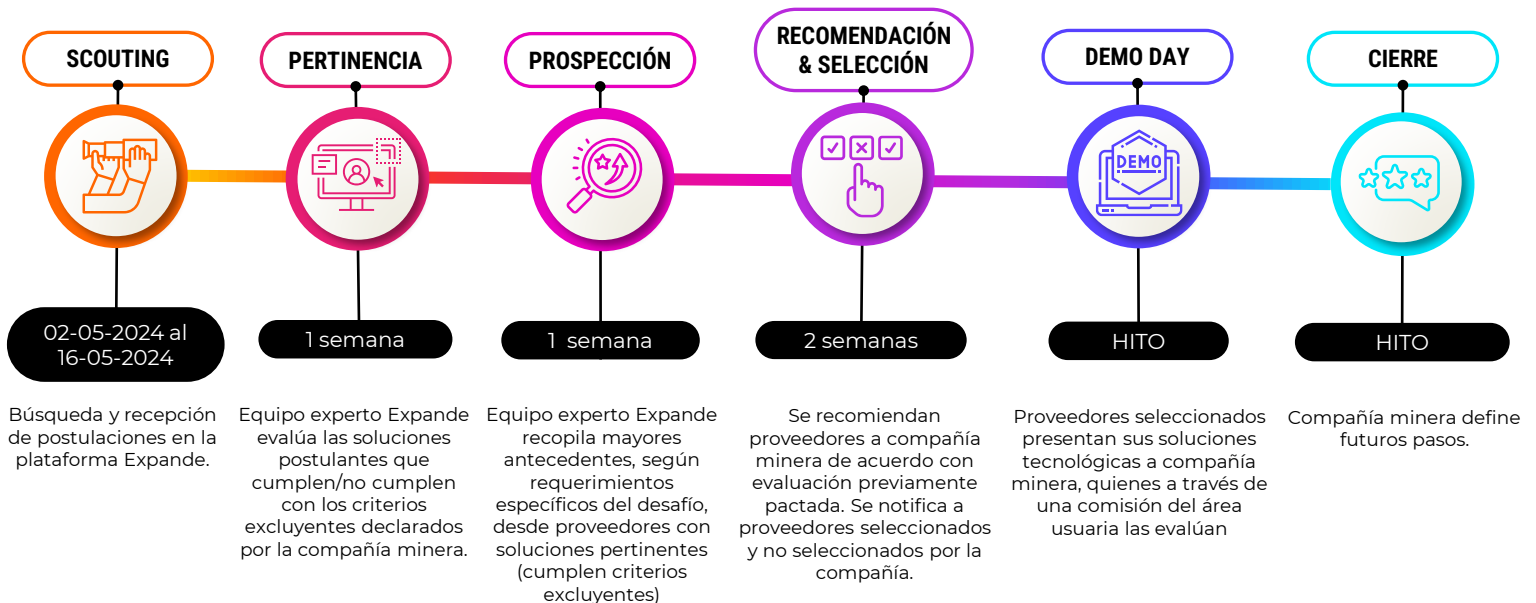 SCOUTING
02-05-2024 al
16-05-2024
Búsqueda y recepción
de postulaciones en la
plataforma Expande.
PERTINENCIA
1 semana
Equipo experto Expande
evalúa las soluciones
postulantes que
cumplen/no cumplen
con los criterios
excluyentes declarados
por la compañía minera.
PROSPECCIÓN
1 semana
Equipo experto Expande
recopila mayores
antecedentes, según
requerimientos
específicos del desafío,
desde proveedores con
soluciones pertinentes
(cumplen criterios
excluyentes)
RECOMENDACIÓN
& SELECCIÓN
2 semanas
Se recomiendan
proveedores a compañía
minera de acuerdo con
evaluación previamente
pactada. Se notifica a
proveedores seleccionados
y no seleccionados por la
compañía.
DEMO DAY
DEMO
HITO
Proveedores seleccionados
presentan sus soluciones
tecnológicas a compañía
minera, quienes a través de
una comisión del área
usuaria las evalúan
CIERRE
HITO
Compañía minera define
futuros pasos.